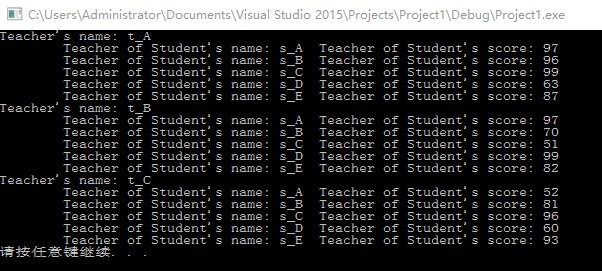 C:\Users\Administrator\Documents\Visual Studio 2015\Projects\Project1\Debug\Project1.exe
Teacher's name: t_A
Teacher of Student's name: s_A  Teacher of Student's score: 97
Teacher of Student's name: s_B  Teacher of Student's score: 96
Teacher of Student's name: s_C  Teacher of Student's score: 99
Teacher of Student's name: s_D  Teacher of Student's score: 63
Teacher of Student's name: s_E  Teacher of Student's score: 87
Teacher's name: t_B
Teacher of Student's name: s_A  Teacher of Student's score: 97
Teacher of Student's name: s_B  Teacher of Student's score: 70
Teacher of Student's name: s_C  Teacher of Student's score: 51
Teacher of Student's name: s_D  Teacher of Student's score: 99
Teacher of Student's name: s_E  Teacher of Student's score: 82
Teacher's name: t_C
Teacher of Student's name: s_A  Teacher of Student's score: 52
Teacher of Student's name: s_B  Teacher of Student's score: 81
Teacher of Student's name: s_C  Teacher of Student's score: 96
Teacher of Student's name: s_D  Teacher of Student's score: 60
Teacher of Student's name: s_E  Teacher of Student's score: 93
请按任意键继续. . .